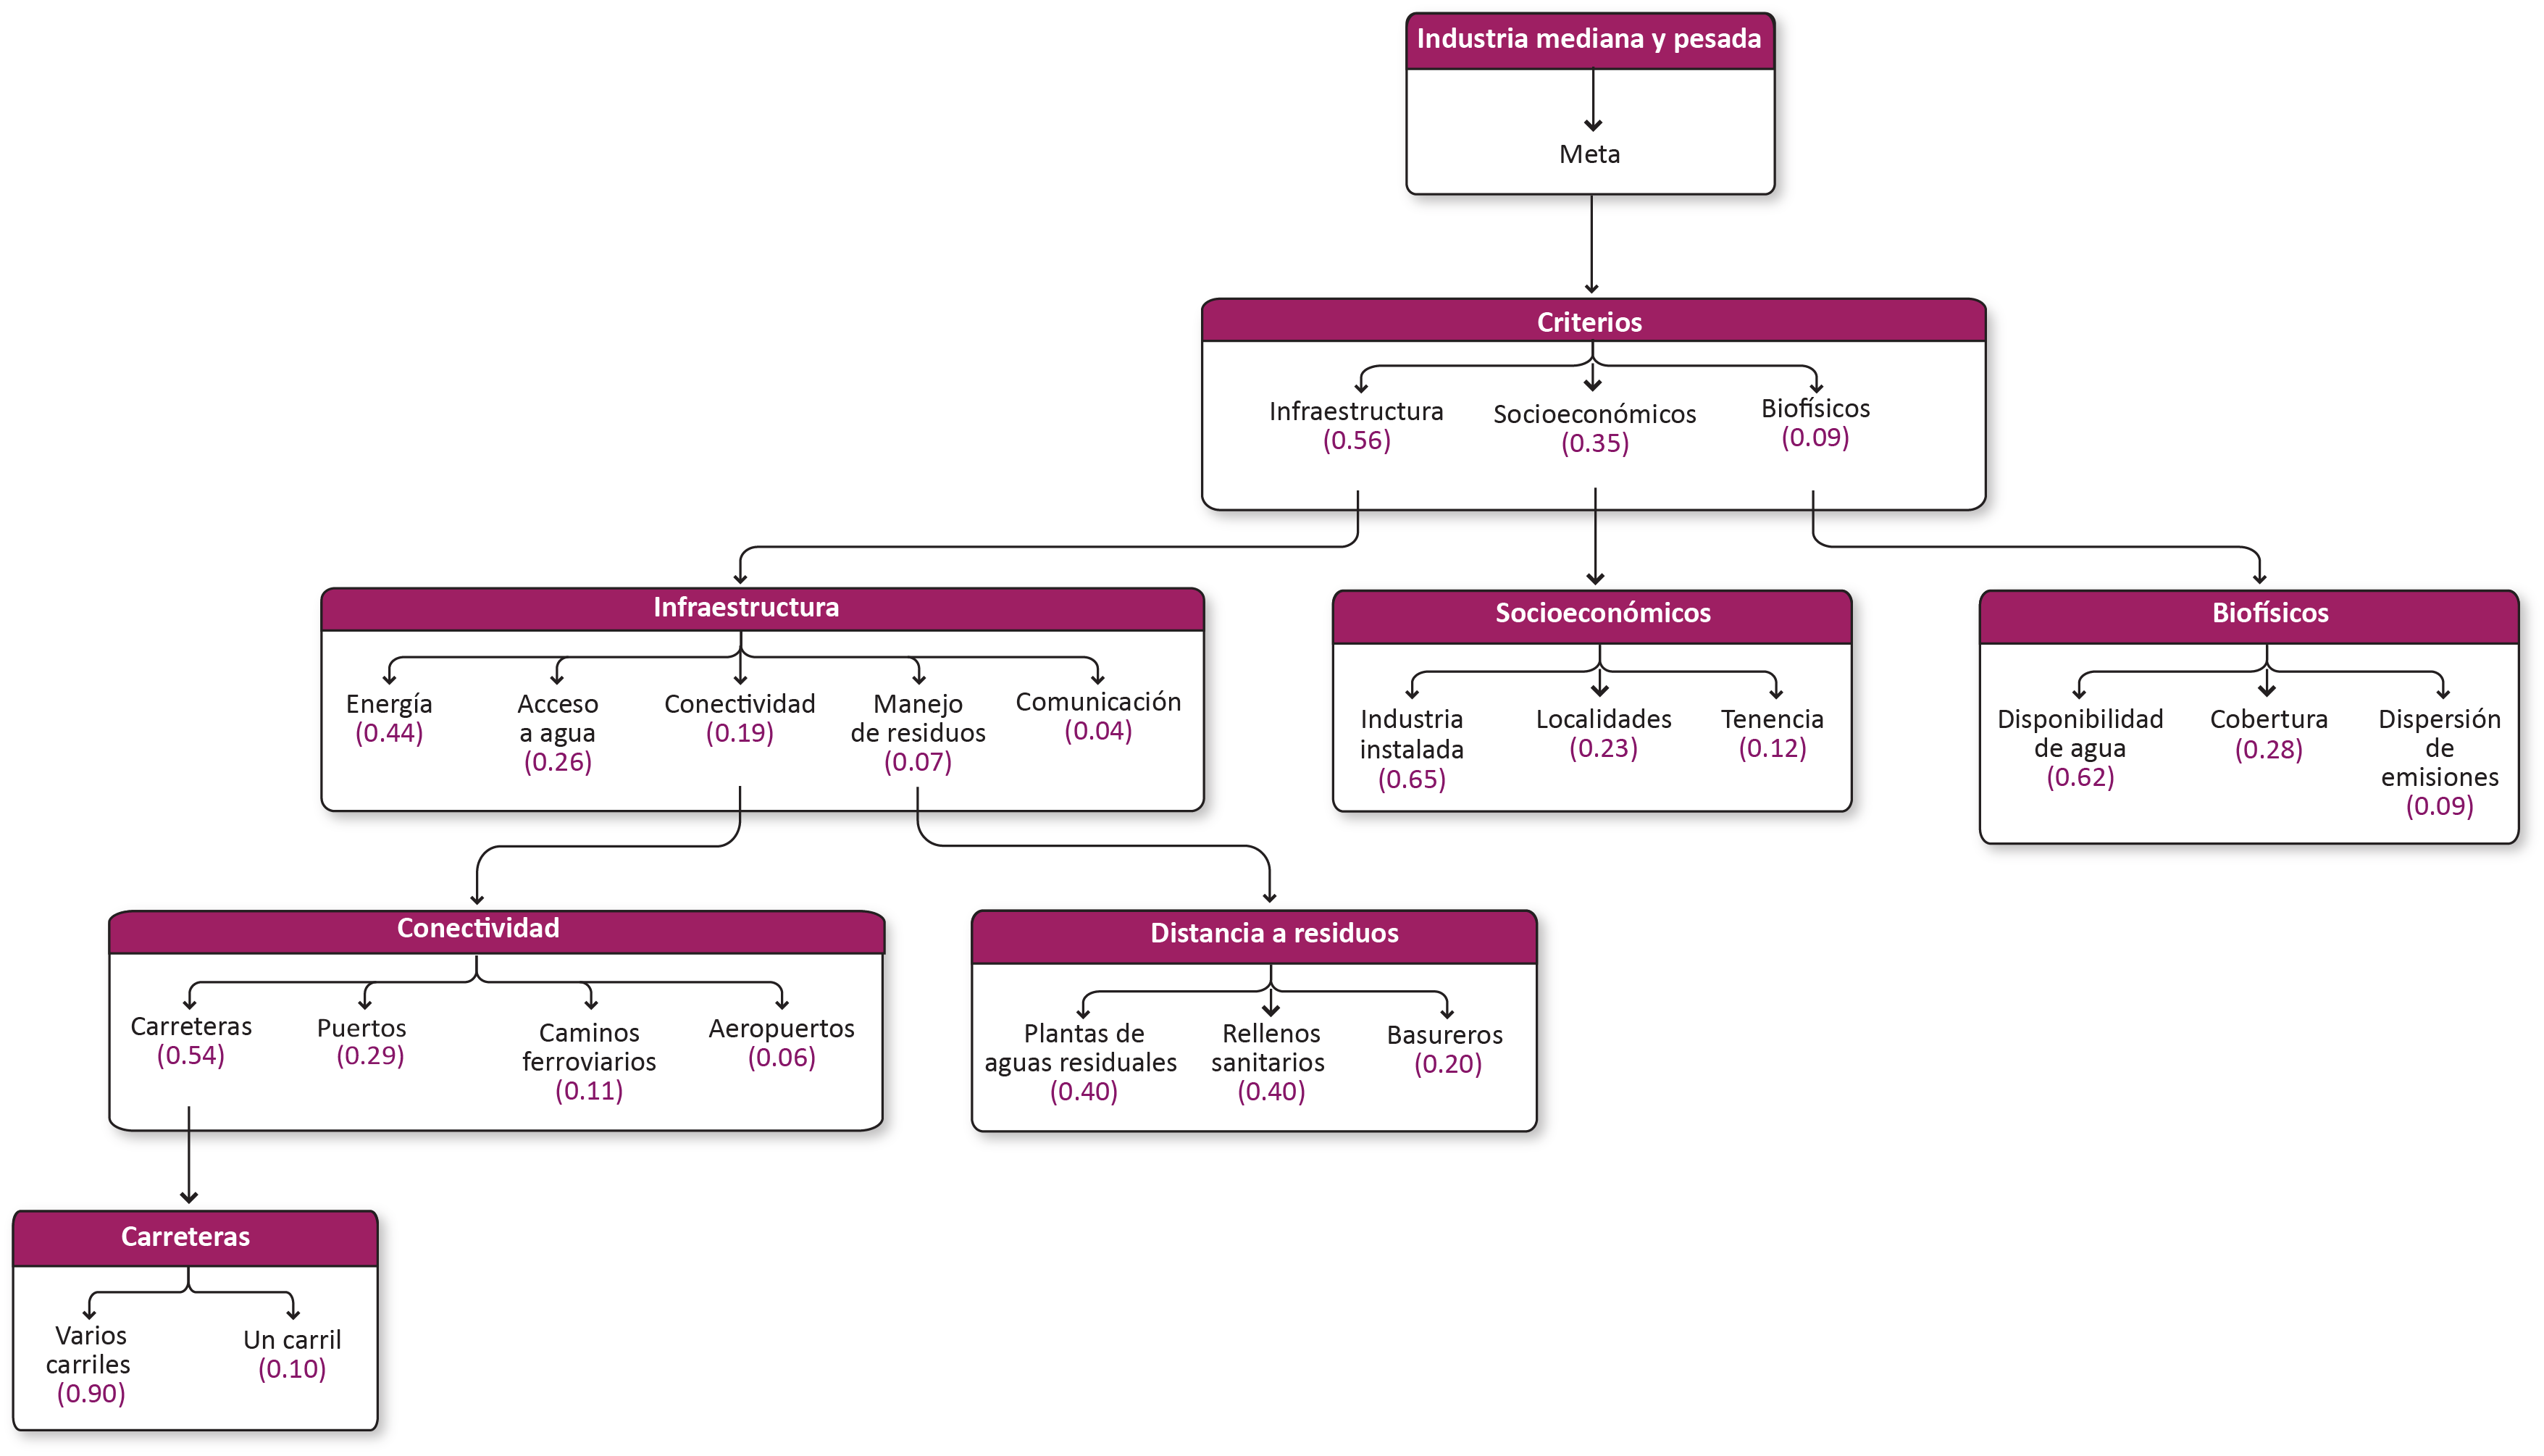 Industria mediana y pesada
Meta
Criterios
Infraestructura
(0.56)
Socioeconómicos
(0.35)
Biofísicos
(0.09)
Infraestructura
Energía
(0.44)
Acceso
a agua
(0.26)
Conectividad
(0.19)
Manejo
de residuos
(0.07)
Comunicación
(0.04)
Socioeconómicos
Industria
instalada
(0.65)
Localidades
(0.23)
Tenencia
(0.12)
Biofísicos
Disponibilidad
de agua
(0.62)
Cobertura
(0.28)
Dispersión
de
emisiones
(0.09)
Conectividad
Carreteras
(0.54)
Puertos
(0.29)
Caminos
ferroviarios
(0.11)
Aeropuertos
(0.06)
Distancia a residuos
Plantas de
aguas residuales
(0.40)
Rellenos
sanitarios
(0.40)
Basureros
(0.20)
Carreteras
Varios
carriles
(0.90)
Un carril
(0.10)